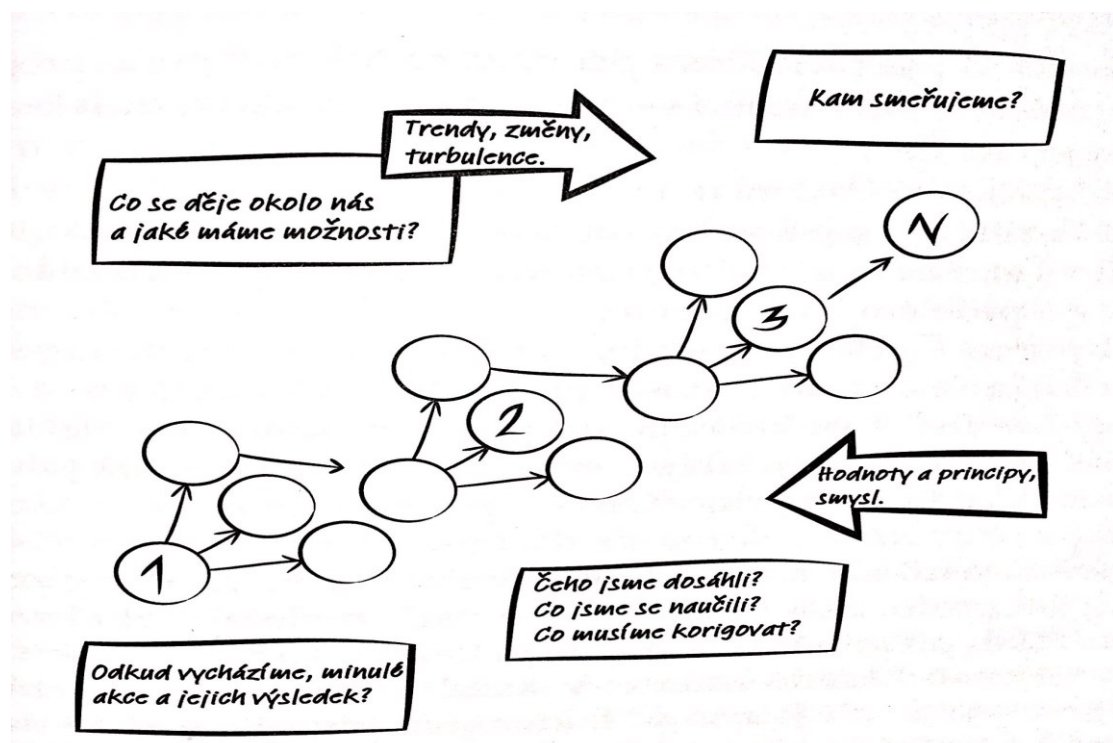 Kam směřujeme?
Trendy, změny,
turbulence.
Co se děje okolo nás
a jaké máme možnosti?
N
3
2
1
Hodnoty a principy,
smysl.
Čeho jsme dosáhli?
Co jsme se naučili?
Co musíme korigovat?
Odkud vycházíme, minulé
akce a jejich výsledek?